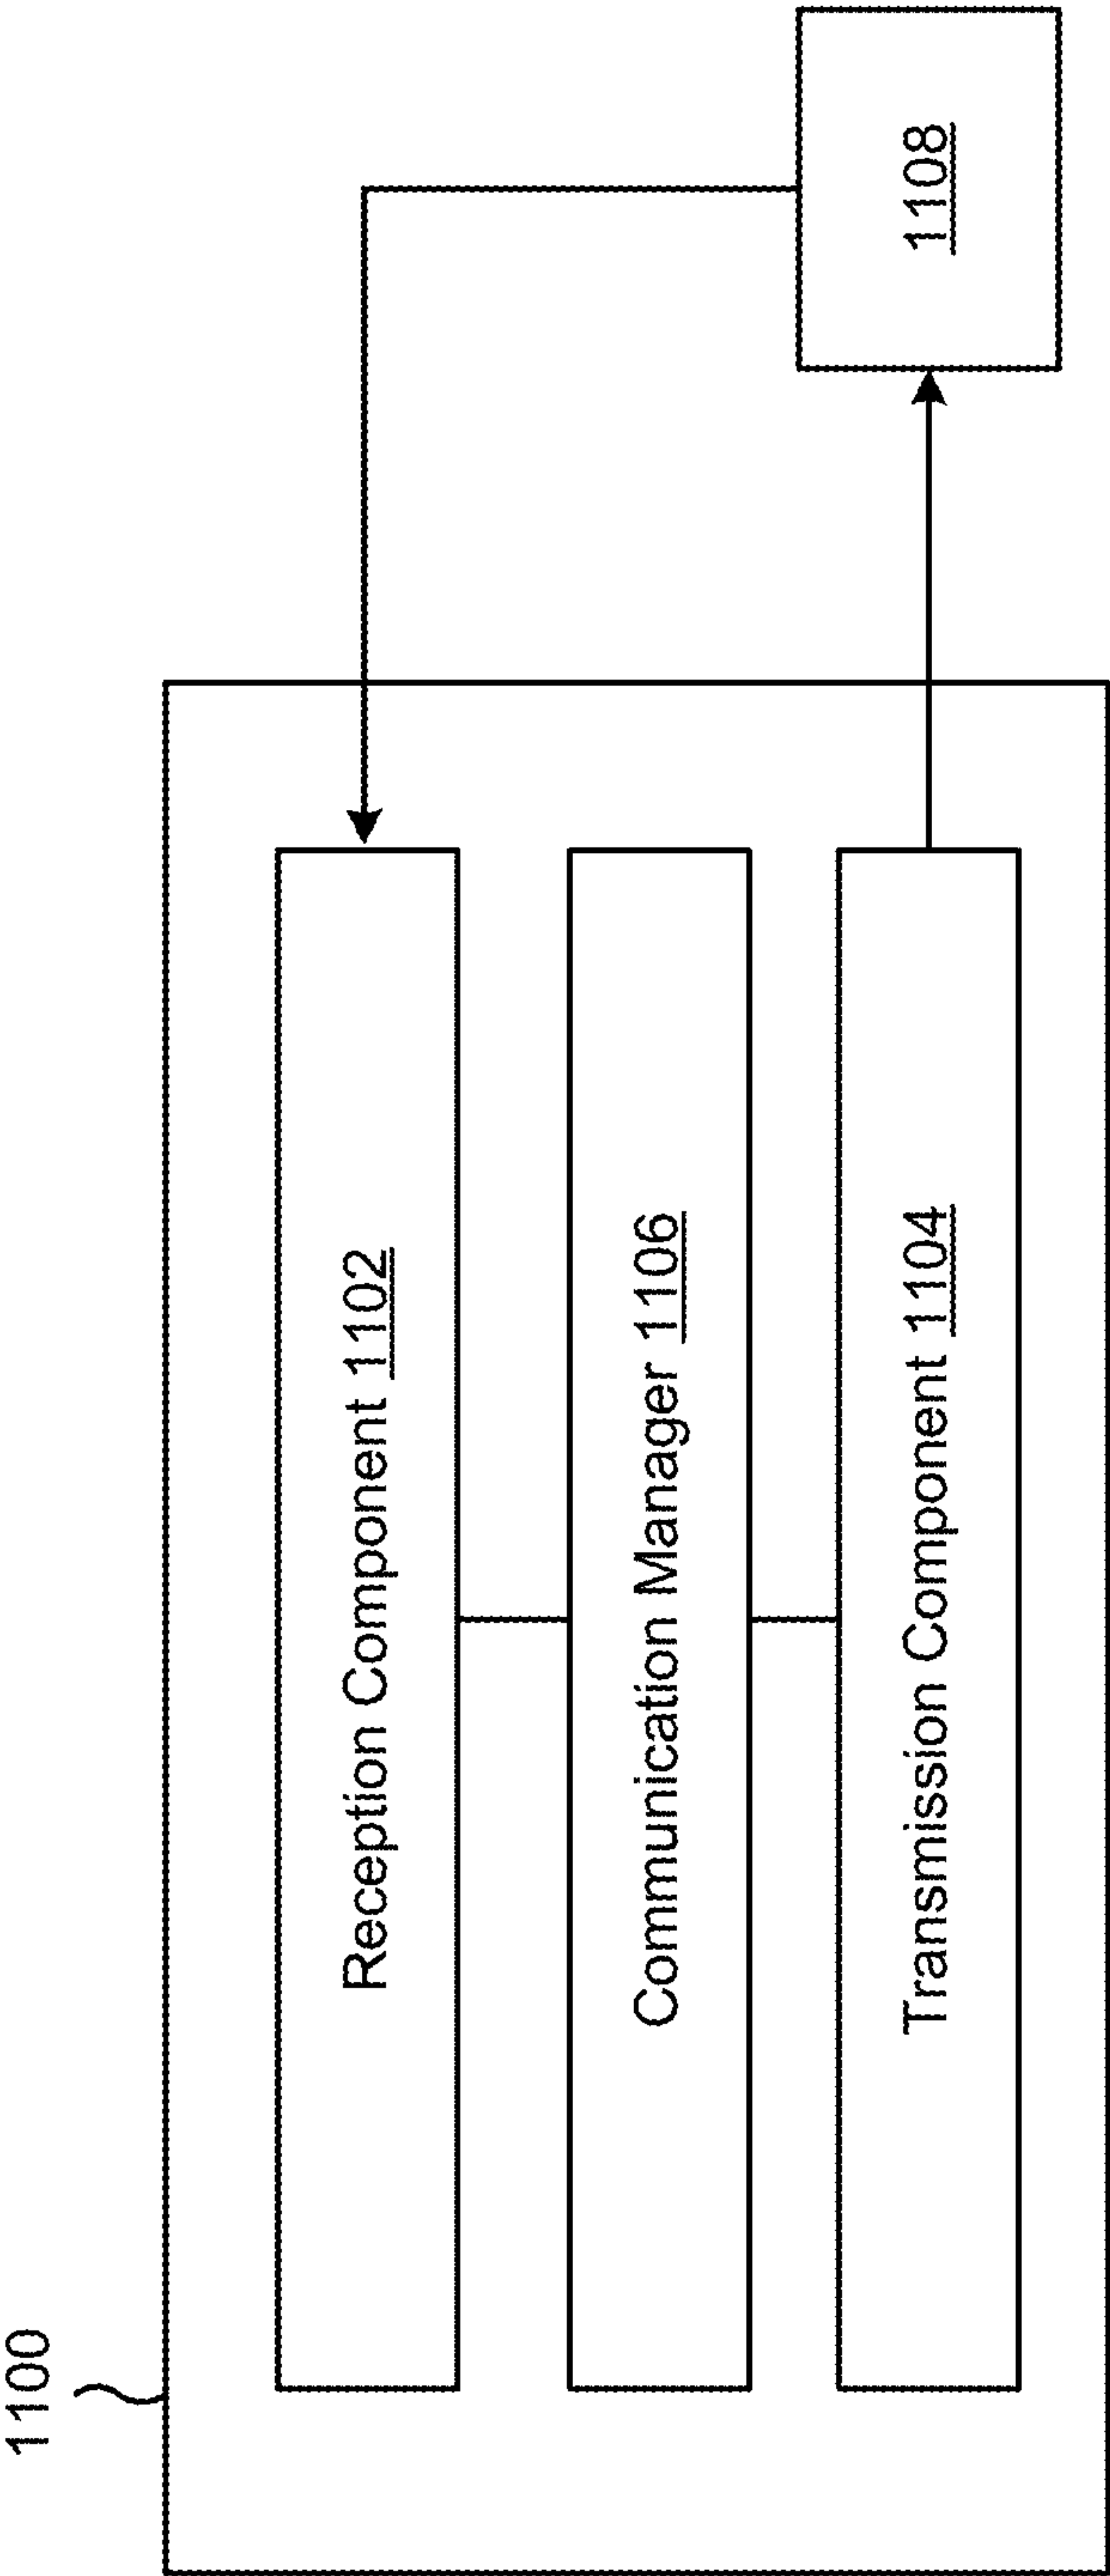 1100
Reception Component 1102
Communication Manager 1106
Transmission Component 1104
1108